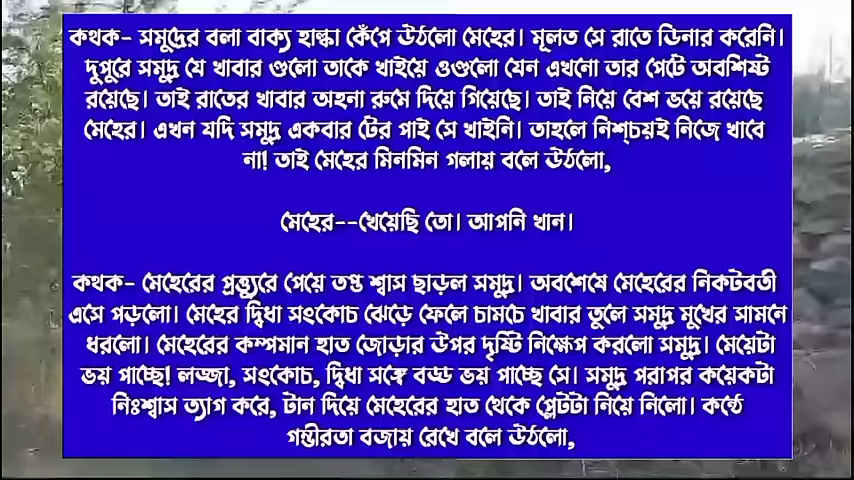 কথক- সমুদ্রের বলা বাক্য হাল্কা কেঁপে উঠলো মেহের। মূলত সে রাতে ডিনার করেনি।
দুপুরে সমুদ্র যে খাবার গুলো তাকে খাইয়ে ওগুলো যেন এখনো তার পেটে অবশিষ্ট
রয়েছে। তাই রাতের খাবার অহনা রুমে দিয়ে গিয়েছে। তাই নিয়ে বেশ ভয়ে রয়েছে
মেহের। এখন যদি সমুদ্র একবার টের পাই সে খাইনি। তাহলে নিশ্চয়ই নিজে খাবে
না! তাই মেহের মিনমিন গলায় বলে উঠলো,
মেহের--খেয়েছি তো। আপনি খান।
কথক- মেহেরের প্রত্ত্যুরে পেয়ে তপ্ত শ্বাস ছাড়ল সমুদ্র। অবশেষে মেহেরের নিকটবর্তী
এসে পড়লো। মেহের দ্বিধা সংকোচ ঝেড়ে ফেলে চামচে খাবার তুলে সমুদ্র মুখের সামনে
ধরলো। মেহেরের কম্পমান হাত জোড়ার উপর দৃষ্টি নিক্ষেপ করলো সমুদ্র। মেয়েটা
ভয় পাচ্ছে! লজ্জা, সংকোচ, দ্বিধা সঙ্গে বড্ড ভয় পাচ্ছে সে। সমুদ্র পরাপর কয়েকটা
নিঃশ্বাস ত্যাগ করে, টান দিয়ে মেহেরের হাত থেকে প্লেটটা নিয়ে নিলো। কন্ঠে
গম্ভীরতা বজায় রেখে বলে উঠলো,